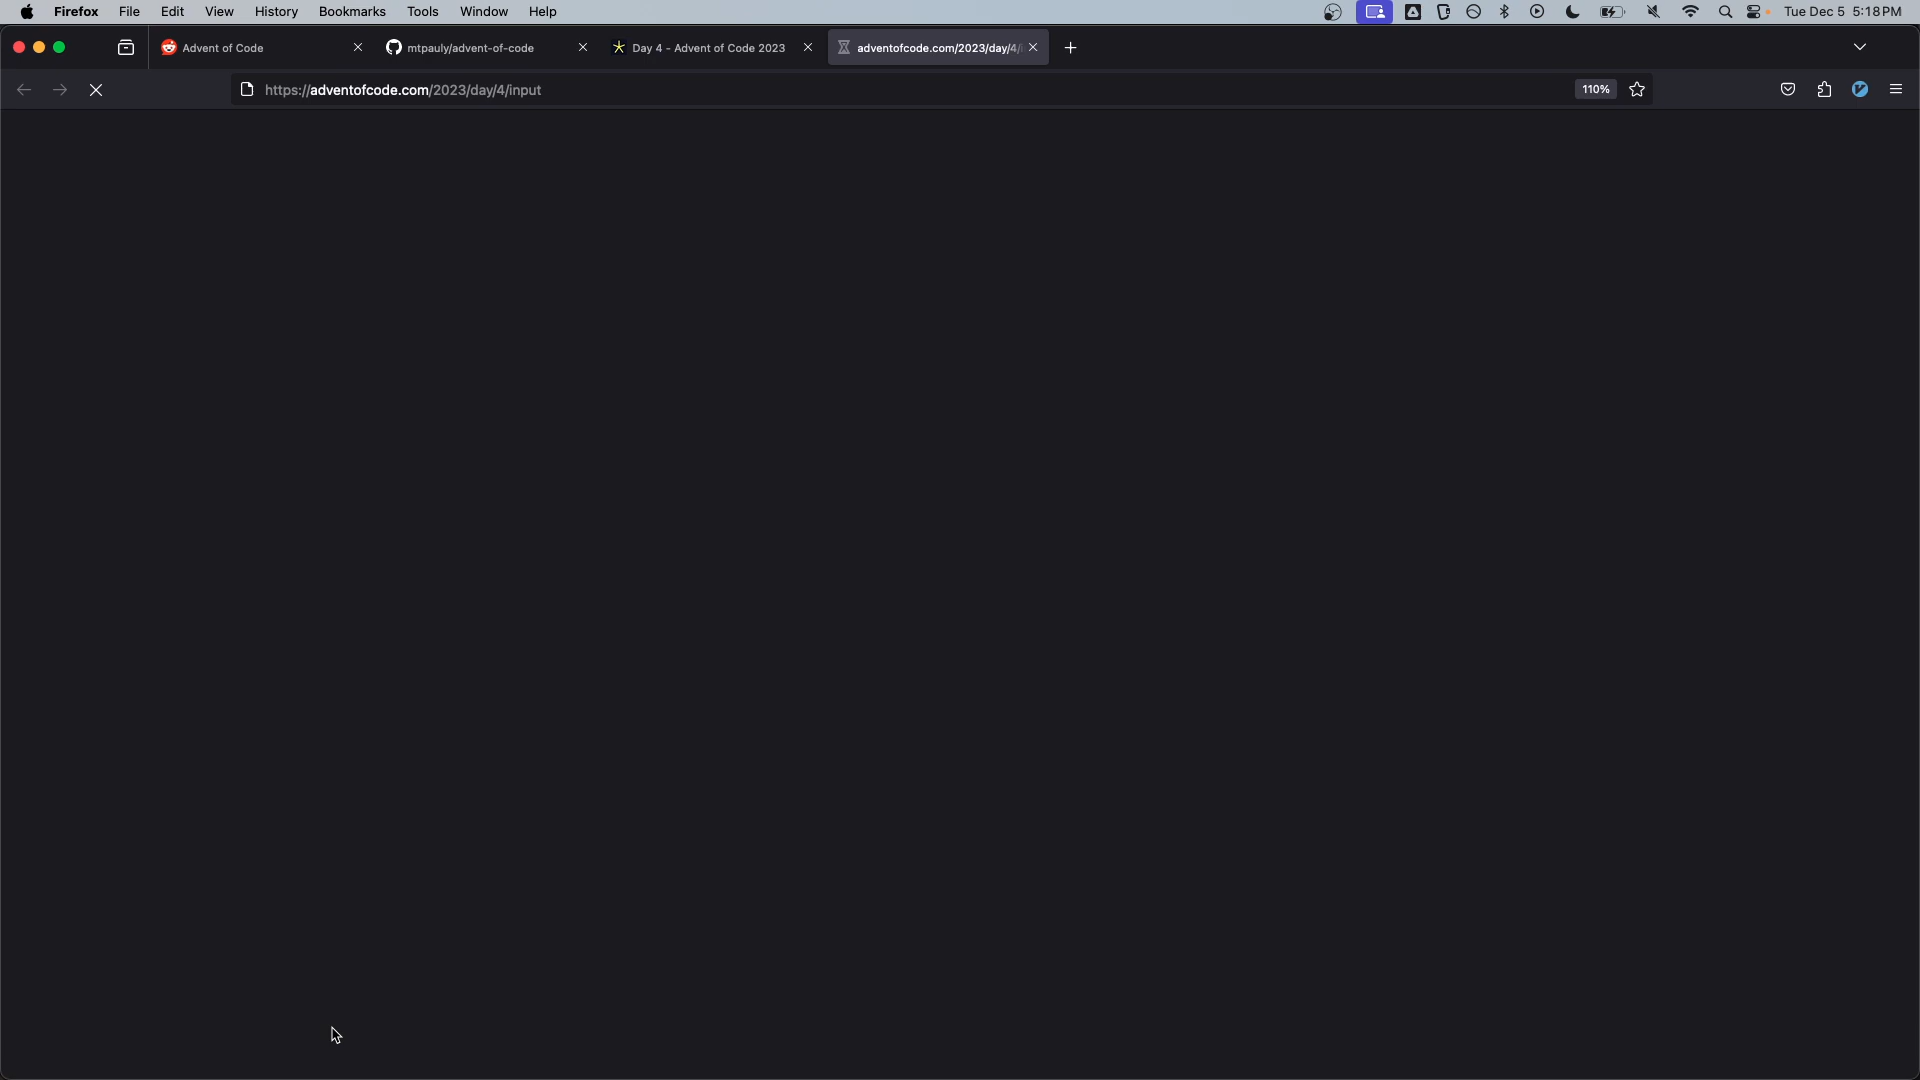 Firefox File Edit View History Bookmarks Tools Window Help Tue Dec 5 5:18 PM
Advent of Code mtpauly/advent-of-code Day 4 - Advent of Code 2023 adventofcode.com/2023/day/4/
https://adventofcode.com/2023/day/4/input 110%